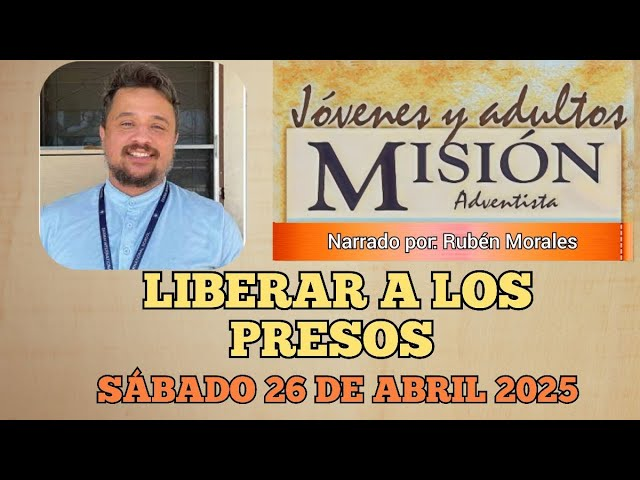 Jóvenes y adultos
MISIÓN
Adventista
Narrado por: Rubén Morales
LIBERAR A LOS
PRESOS
SÁBADO 26 DE ABRIL 2025